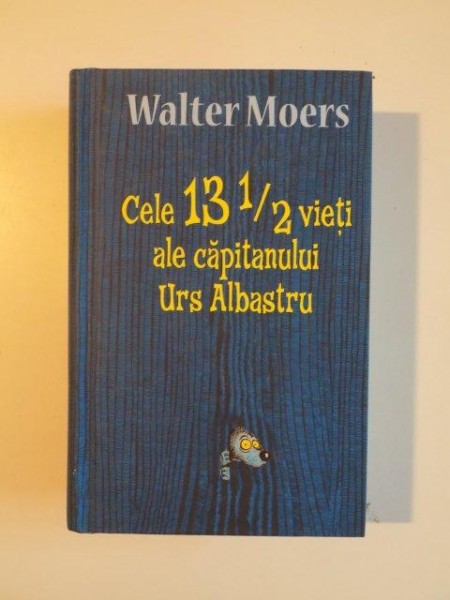 Walter Moers
Cele 13 1/2 vieți
ale căpitanului
Urs Albastru